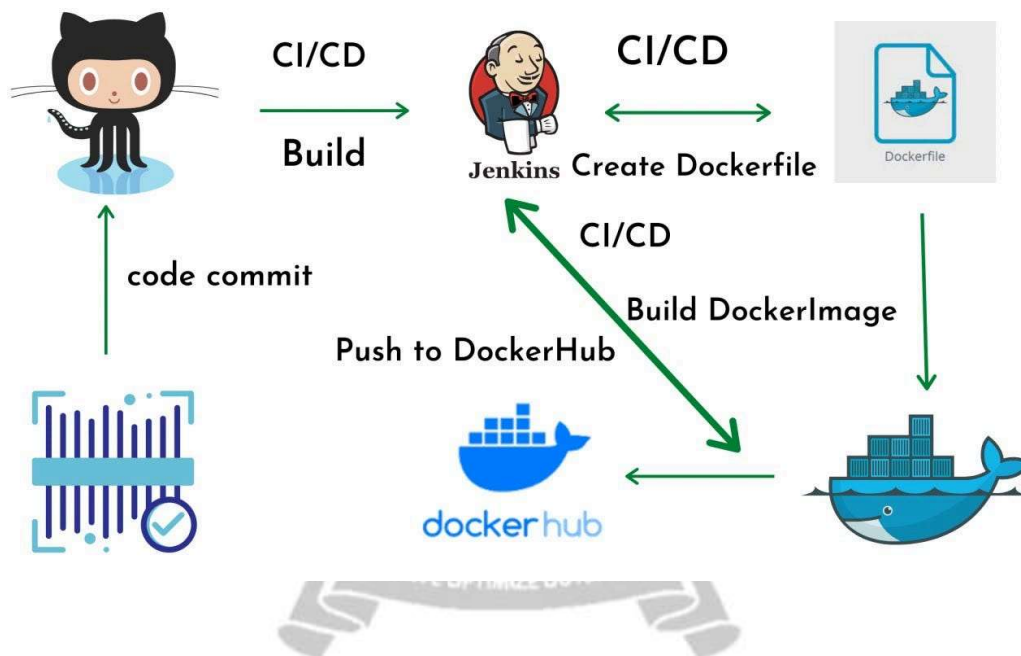 CI/CD
Build
Jenkins
CI/CD
Create Dockerfile
Dockerfile
code commit
CI/CD
Build DockerImage
Push to DockerHub
docker hub
OPTIMIZE